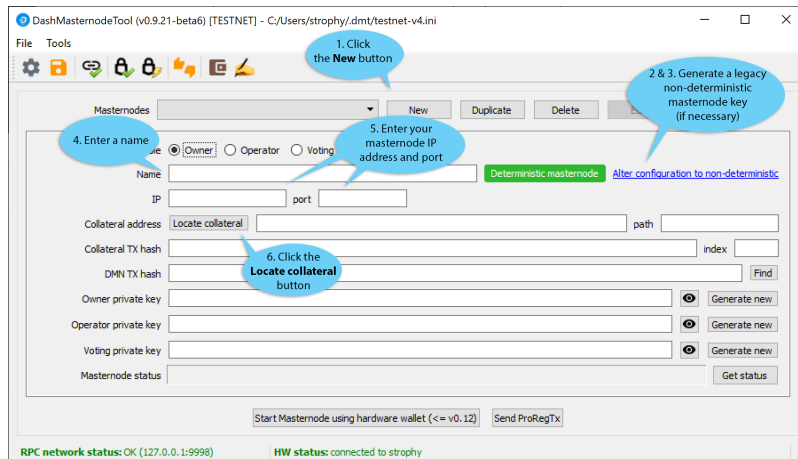 DashMasternodeTool (v0.9.21-beta6) [TESTNET] - C:/Users/strophy/.dmt/testnet-v4.ini
File Tools
1. Click
the New button
2 & 3. Generate a legacy
non-deterministic
masternode key
(if necessary)
Masternodes New Duplicate Delete
4. Enter a name
5. Enter your
masternode IP
address and port
Owner Operator Voting
Name Deterministic masternode Alter configuration to non-deterministic
IP port
Collateral address Locate collateral path
Collateral TX hash index
6. Click the
Locate collateral
button
DMN TX hash Find
Owner private key Generate new
Operator private key Generate new
Voting private key Generate new
Masternode status Get status
Start Masternode using hardware wallet (<= v0.12) Send ProRegTx
RPC network status: OK (127.0.0.1:9998) HW status: connected to strophy